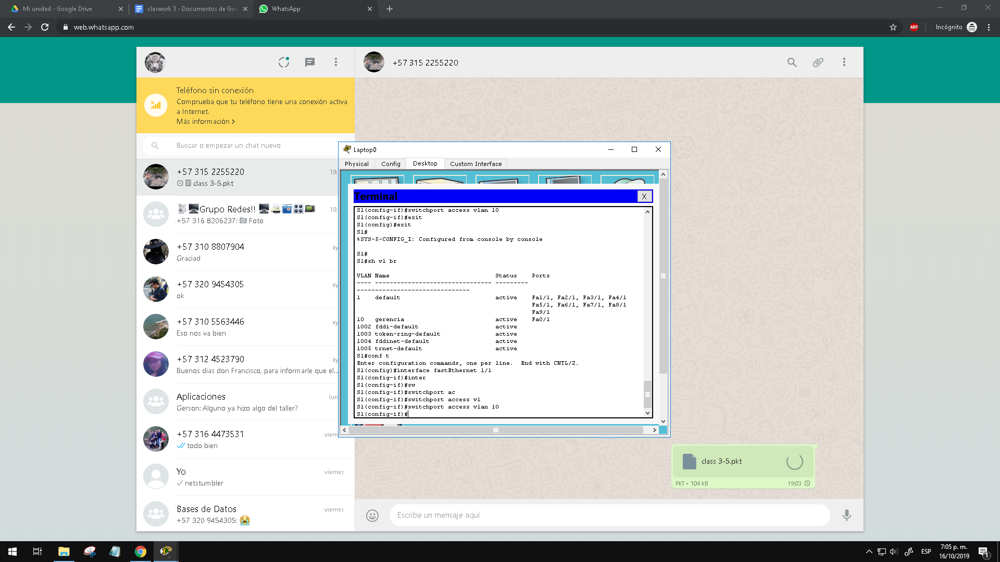 Mi unidad - Google Drive
claswork 3 - Documentos de Goo
WhatsApp
web.whatsapp.com
ABP
Incógnito
+57 315 2255220
Teléfono sin conexión
Comprueba que tu teléfono tiene una conexión activa
a Internet.
Más información
Buscar o empezar un chat nuevo
+57 315 2255220
19:
class 3-5.pkt
Grupo Redes!!
18:
+57 316 8206237: Foto
+57 310 8807904
ay
Graciad
+57 320 9454305
ay
ok
+57 310 5563446
ay
Eso nos va bien
+57 312 4523790
ay
Buenos dias don Francisco, para informarle que el...
Aplicaciones
lun
Gerson: Alguno ya hizo algo del taller?
+57 316 4473531
viern
todo bien
Yo
viernes
netstumbler
Bases de Datos
viernes
+57 320 9454305:
Laptop0
Physical
Config
Desktop
Custom Interface
Terminal
X
S1(config-if)#switchport access vlan 10
S1(config-if)#exit
S1(config)#exit
S1#
%SYS-5-CONFIG_I: Configured from console by console
S1#
S1#sh vl br
VLAN Name                             Status    Ports
---- -------------------------------- --------- -------------------------------
1    default                          active    Fa1/1, Fa2/1, Fa3/1, Fa4/1
Fa5/1, Fa6/1, Fa7/1, Fa8/1
Fa9/1
10   gerencia                         active    Fa0/1
1002 fddi-default                     active
1003 token-ring-default               active
1004 fddinet-default                  active
1005 trnet-default                    active
S1#conf t
Enter configuration commands, one per line.  End with CNTL/Z.
S1(config)#interface fastEthernet 1/1
S1(config-if)#inter
S1(config-if)#sw
S1(config-if)#switchport ac
S1(config-if)#switchport access vl
S1(config-if)#switchport access vlan 10
S1(config-if)#
class 3-5.pkt
PKT • 104 kB
19:03
Escribe un mensaje aquí
ESP
7:05 p. m.
16/10/2019
1